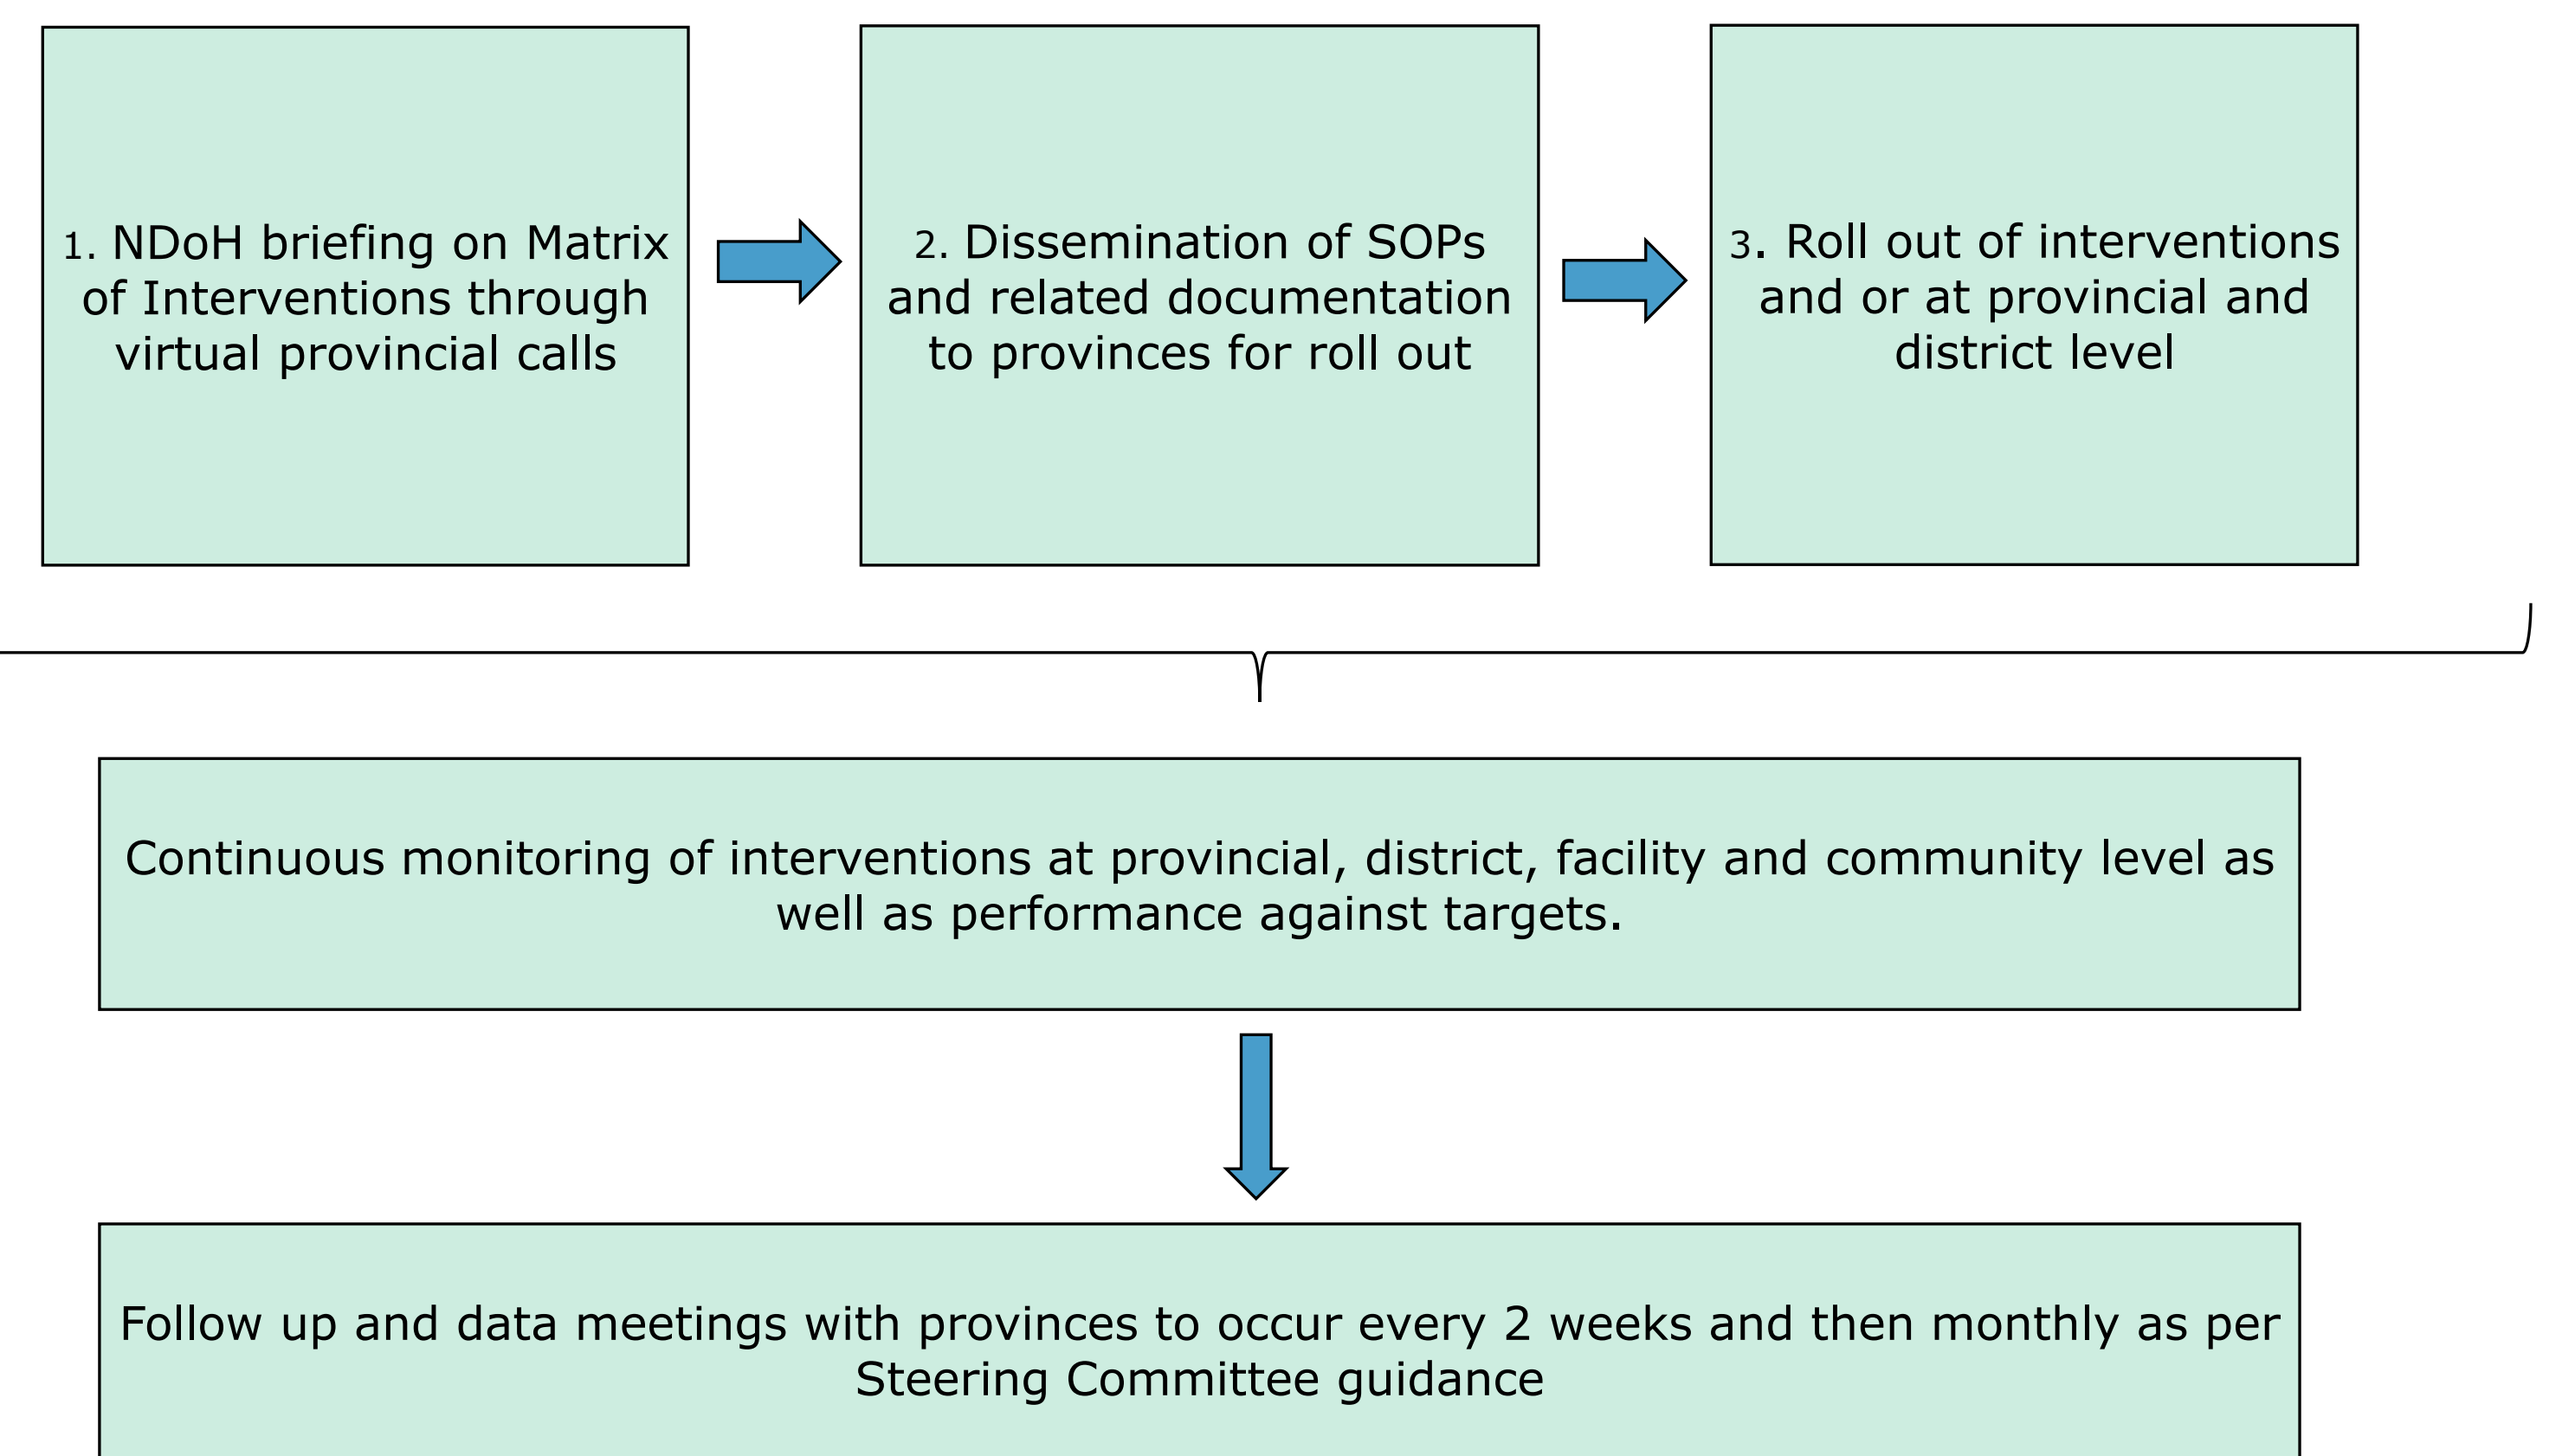 1. NDoH briefing on Matrix
of Interventions through
virtual provincial calls
2. Dissemination of SOPs
and related documentation
to provinces for roll out
3. Roll out of interventions
and or at provincial and
district level
Continuous monitoring of interventions at provincial, district, facility and community level as
well as performance against targets.
Follow up and data meetings with provinces to occur every 2 weeks and then monthly as per
Steering Committee guidance